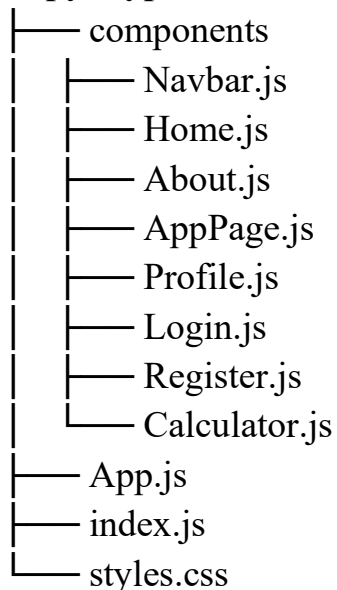 components
Navbar.js
Home.js
About.js
AppPage.js
Profile.js
Login.js
Register.js
Calculator.js
App.js
index.js
styles.css